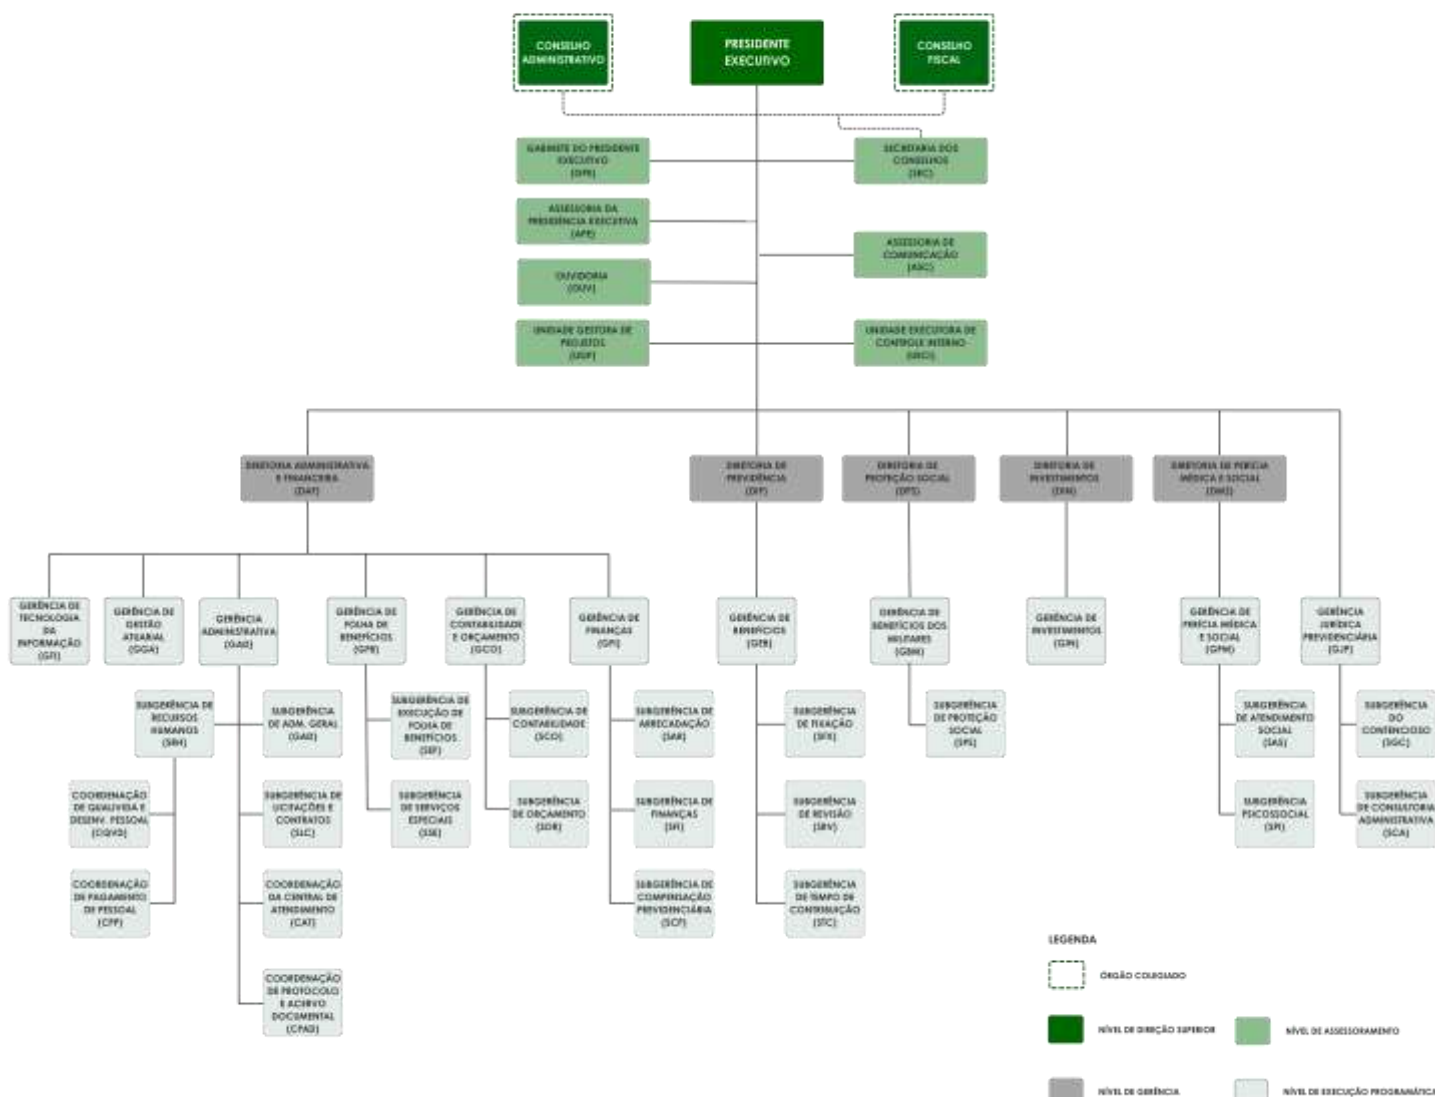 CONSELHO
ADMINISTRATIVO
PRESIDENTE
EXECUTIVO
CONSELHO
FISCAL
GABINETE DO PRESIDENTE
EXECUTIVO
(GPE)
SECRETARIA DOS
CONSELHOS
ASSESSORIA DA
PRESIDÊNCIA EXECUTIVA
(APE)
ASSESSORIA DE
COMUNICAÇÃO
OUVIDORIA
(OUV)
UNIDADE GESTORA DE
PROJETOS
(UGP)
UNIDADE EXECUTORA DE
CONTROLE INTERNO
(UECI)
DIRETORIA ADMINISTRATIVA
E FINANCEIRA
(DAF)
DIRETORIA DE
PREVIDÊNCIA
DIRETORIA DE
PROTEÇÃO SOCIAL
(DPS)
DIRETORIA DE
INVESTIMENTOS
(DIN)
DIRETORIA DE PERÍCIA
MÉDICA E SOCIAL
GERÊNCIA DE
TECNOLOGIA
DA
INFORMAÇÃO
(GTI)
GERÊNCIA DE
GESTÃO
ATUARIAL
(GGA)
GERÊNCIA
ADMINISTRATIVA
(GAD)
GERÊNCIA DE
FOLHA DE
BENEFÍCIOS
(GFB)
GERÊNCIA DE
CONTABILIDADE
E ORÇAMENTO
(GCO)
GERÊNCIA DE
FINANÇAS
(GFI)
GERÊNCIA DE
BENEFÍCIOS
(GEB)
GERÊNCIA DE
BENEFÍCIOS DOS
MILITARES
(GBM)
GERÊNCIA DE
INVESTIMENTOS
(GIN)
GERÊNCIA DE
PERÍCIA MÉDICA
E SOCIAL
(GPM)
GERÊNCIA
JURÍDICA
PREVIDENCIÁRIA
(GJP)
SUBGERÊNCIA DE
RECURSOS
HUMANOS
(SRH)
SUBGERÊNCIA
DE ADM. GERAL
(GAD)
SUBGERÊNCIA DE
EXECUÇÃO DE
FOLHA DE
BENEFÍCIOS
(SEF)
SUBGERÊNCIA
DE
CONTABILIDADE
(SCO)
SUBGERÊNCIA DE
ARRECADAÇÃO
(SAR)
SUBGERÊNCIA
DE FIXAÇÃO
(SFX)
SUBGERÊNCIA
DE PROTEÇÃO
SOCIAL
(SPS)
SUBGERÊNCIA
DE ATENDIMENTO
SOCIAL
(SAS)
SUBGERÊNCIA
DO
CONTENCIOSO
(SGC)
COORDENAÇÃO
DE QUALIVIDA E
DESENV. PESSOAL
(CQVD)
SUBGERÊNCIA DE
LICITAÇÕES E
CONTRATOS
(SLC)
SUBGERÊNCIA
DE SERVIÇOS
ESPECIAIS
(SSE)
SUBGERÊNCIA
DE ORÇAMENTO
(SOR)
SUBGERÊNCIA DE
FINANÇAS
(SFI)
SUBGERÊNCIA
DE REVISÃO
(SRV)
SUBGERÊNCIA
PSICOSSOCIAL
(SPI)
SUBGERÊNCIA
DE CONSULTORIA
ADMINISTRATIVA
(SCA)
COORDENAÇÃO
DE PAGAMENTO
DE PESSOAL
(CPP)
COORDENAÇÃO
DA CENTRAL DE
ATENDIMENTO
(CAT)
SUBGERÊNCIA DE
COMPENSAÇÃO
PREVIDENCIÁRIA
(SCP)
SUBGERÊNCIA
DE TEMPO DE
CONTRIBUIÇÃO
(STC)
COORDENAÇÃO
DE PROTOCOLO
E ACERVO
DOCUMENTAL
(CPAD)
LEGENDA
ÓRGÃO COLEGIADO
NÍVEL DE DIREÇÃO SUPERIOR
NÍVEL DE ASSESSORAMENTO
NÍVEL DE GERÊNCIA
NÍVEL DE EXECUÇÃO PROGRAMÁTICA